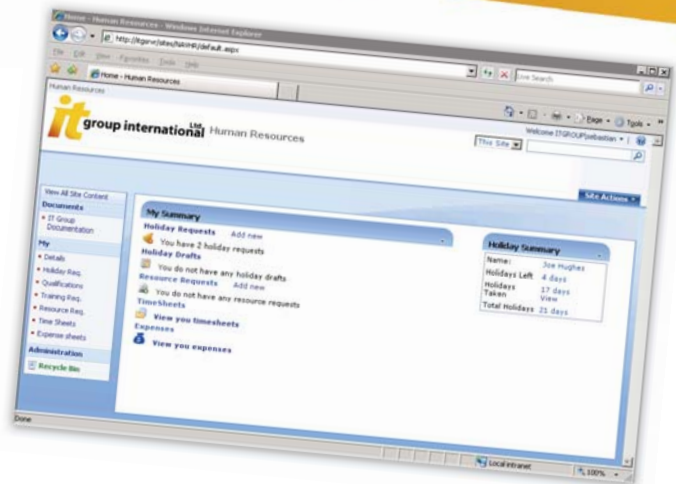 Home - Human Resources - Windows Internet Explorer
http://itgsrvr/sites/NAVHR/default.aspx
Live Search
File Edit View Favorites Tools Help
Home - Human Resources
Page Tools
Human Resources
Welcome ITGROUP\sebastian
it group international Ltd. Human Resources
This Site
Site Actions
View All Site Content
Documents
IT Group
Documentation
My
Details
Holiday Req.
Qualifications
Training Req.
Resource Req.
Time Sheets
Expense sheets
Administration
Recycle Bin
My Summary
Holiday Requests Add new
You have 2 holiday requests
Holiday Drafts
You do not have any holiday drafts
Resource Requests Add new
You do not have any resource requests
TimeSheets
View you timesheets
Expenses
View you expenses
Holiday Summary
Name: Joe Hughes
Holidays Left 4 days
Holidays Taken 17 days
View
Total Holidays 21 days
Done
Local intranet
100%